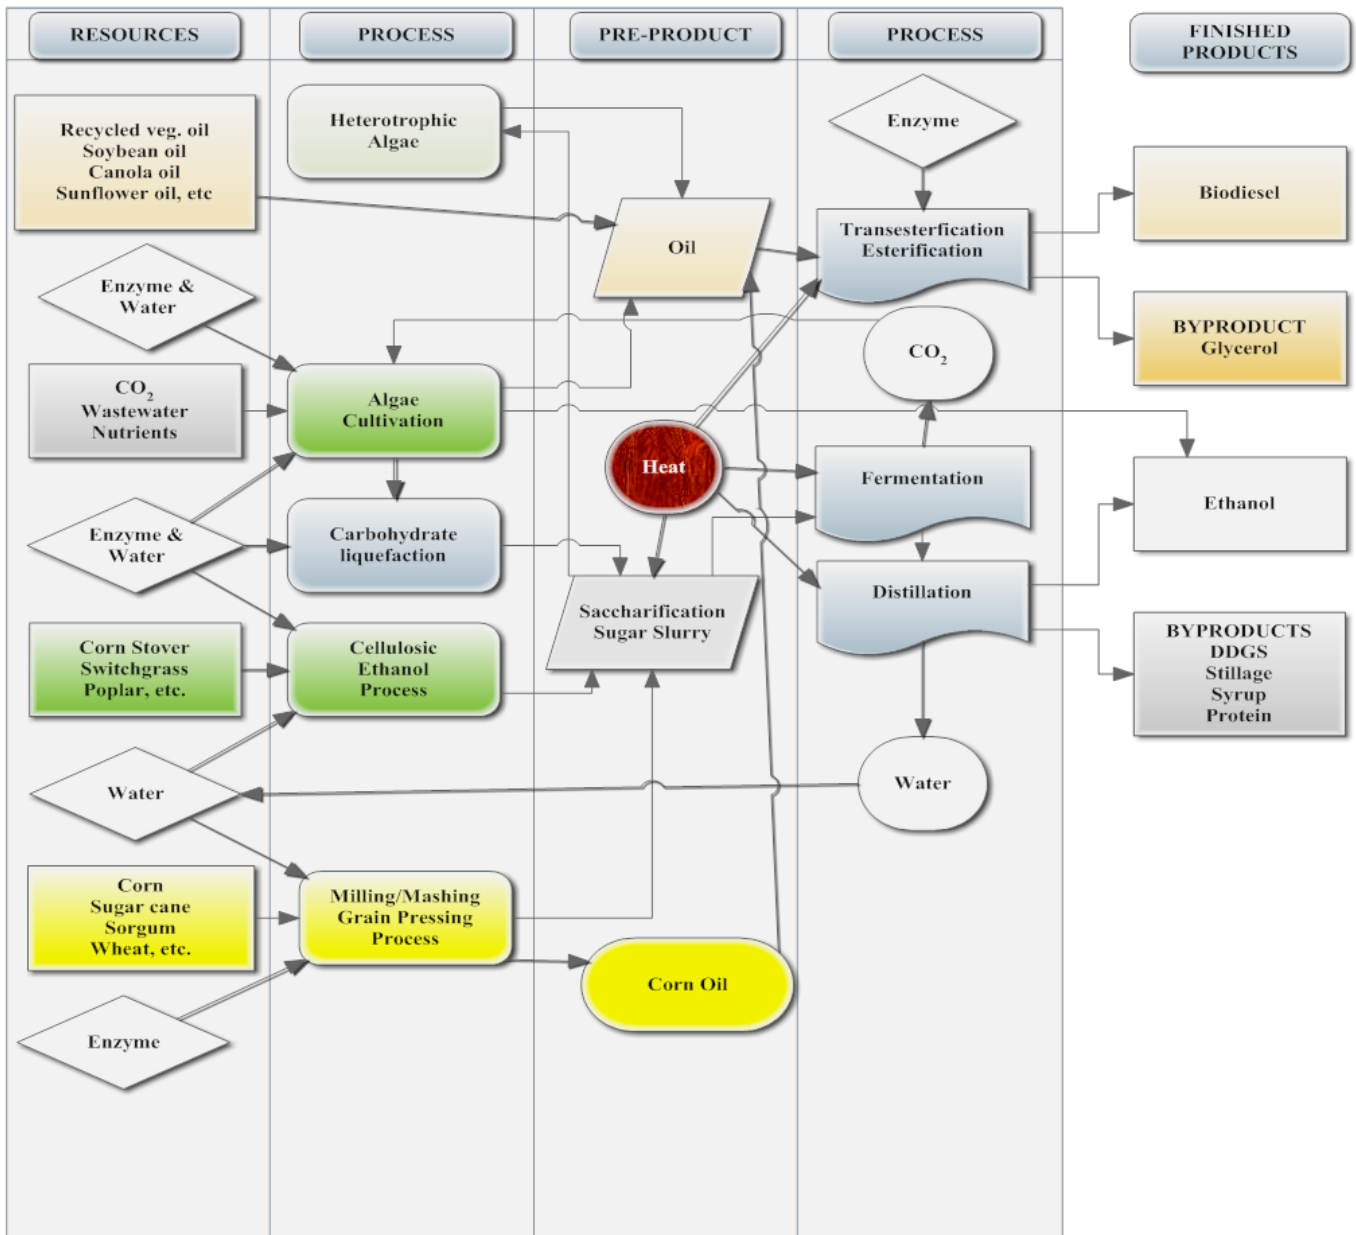 RESOURCES
PROCESS
PRE-PRODUCT
PROCESS
FINISHED
PRODUCTS
Recycled veg. oil
Soybean oil
Canola oil
Sunflower oil, etc
Heterotrophic
Algae
Enzyme
Oil
Transesterfication
Esterification
Biodiesel
Enzyme &
Water
BYPRODUCT
Glycerol
CO₂
CO₂
Wastewater
Nutrients
Algae
Cultivation
Heat
Fermentation
Ethanol
Enzyme &
Water
Carbohydrate
liquefaction
Saccharification
Sugar Slurry
Distillation
Corn Stover
Switchgrass
Poplar, etc.
Cellulosic
Ethanol
Process
BYPRODUCTS
DDGS
Stillage
Syrup
Protein
Water
Water
Corn
Sugar cane
Sorgum
Wheat, etc.
Milling/Mashing
Grain Pressing
Process
Corn Oil
Enzyme